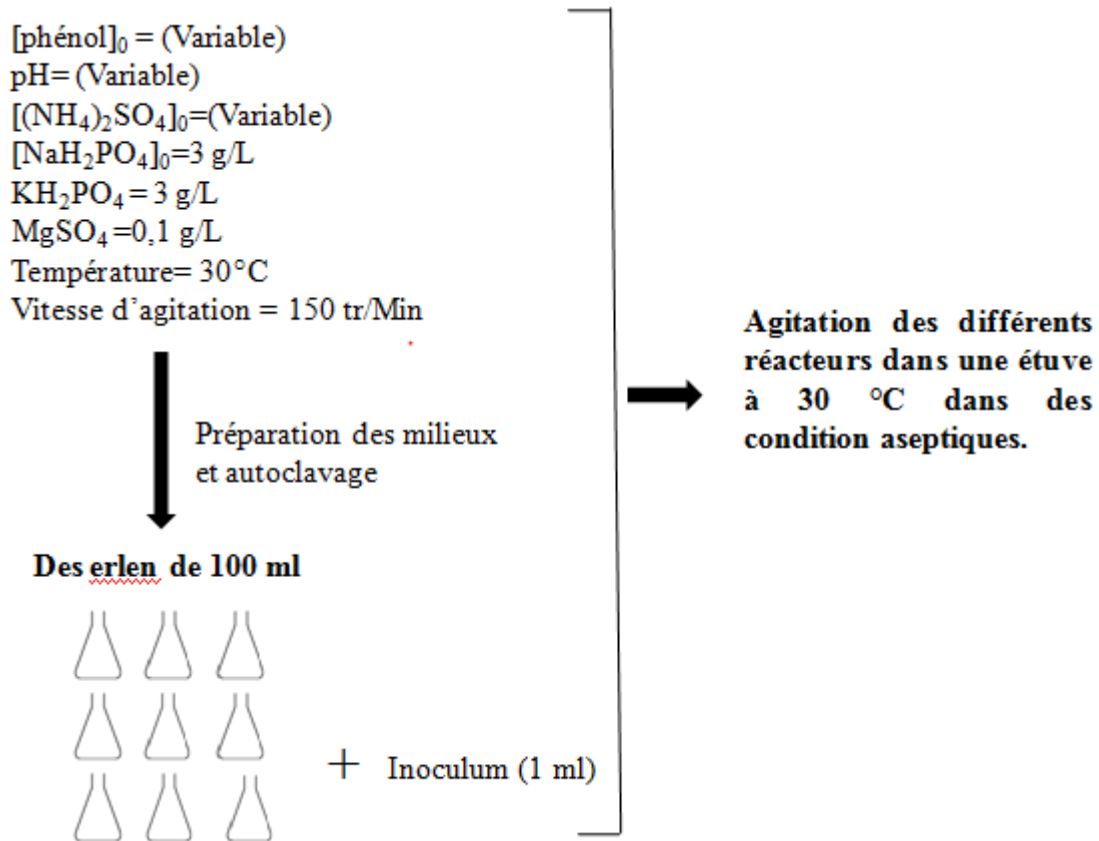 [phénol]₀ = (Variable)
pH= (Variable)
[(NH₄)₂SO₄]₀=(Variable)
[NaH₂PO₄]₀=3 g/L
KH₂PO₄ = 3 g/L
MgSO₄ =0,1 g/L
Température= 30°C
Vitesse d’agitation = 150 tr/Min
Préparation des milieux
et autoclavage
Des erlen de 100 ml
+ Inoculum (1 ml)
Agitation des différents
réacteurs dans une étuve
à 30 °C dans des
condition aseptiques.